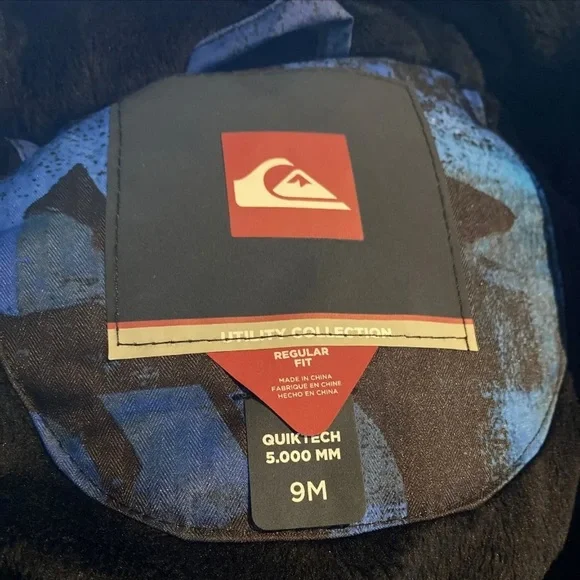 UTILITY COLLECTION
REGULAR
FIT
MADE IN CHINA
FABRIQUE EN CHINE
HECHO EN CHINA
QUIKTECH
5.000 MM
9M